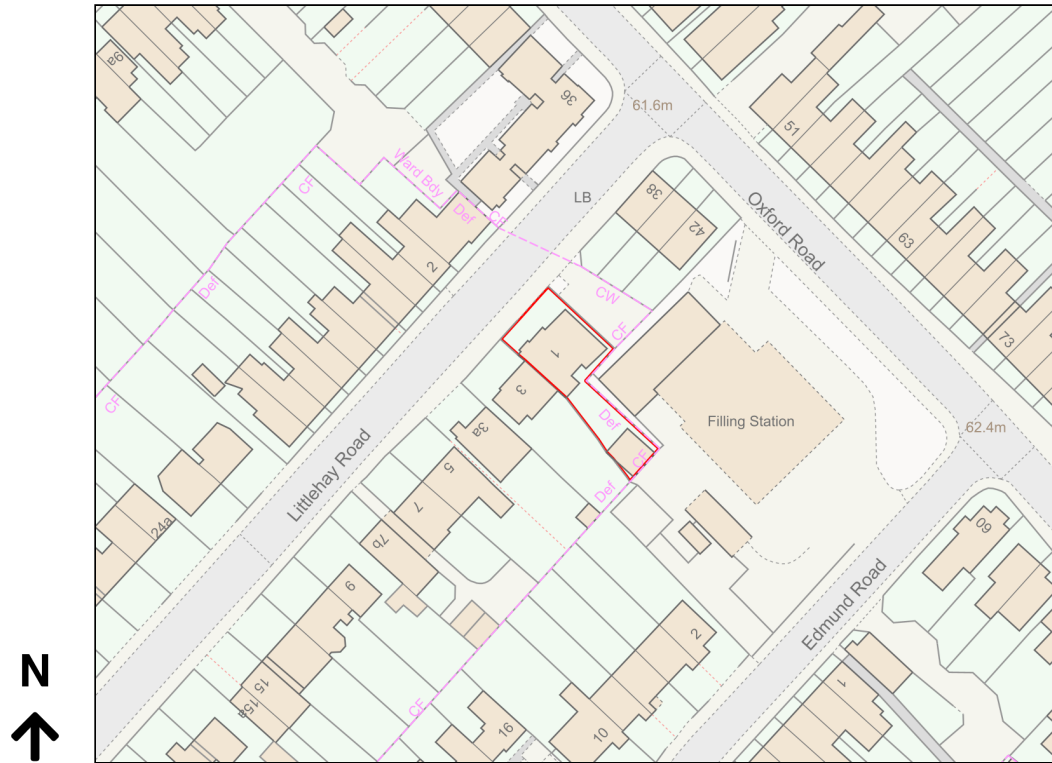 9a
36
61.6m
51
Ward Bdy
CF
Def
CF
LB
38
42
Oxford Road
69
2
Def
CW
CF
1
73
CF
3
Def
Filling Station
62.4m
3a
CF
Littlehay Road
5
Def
7
24a
7b
60
9
Edmund Road
2
15
15a
CF
1
16
10
N